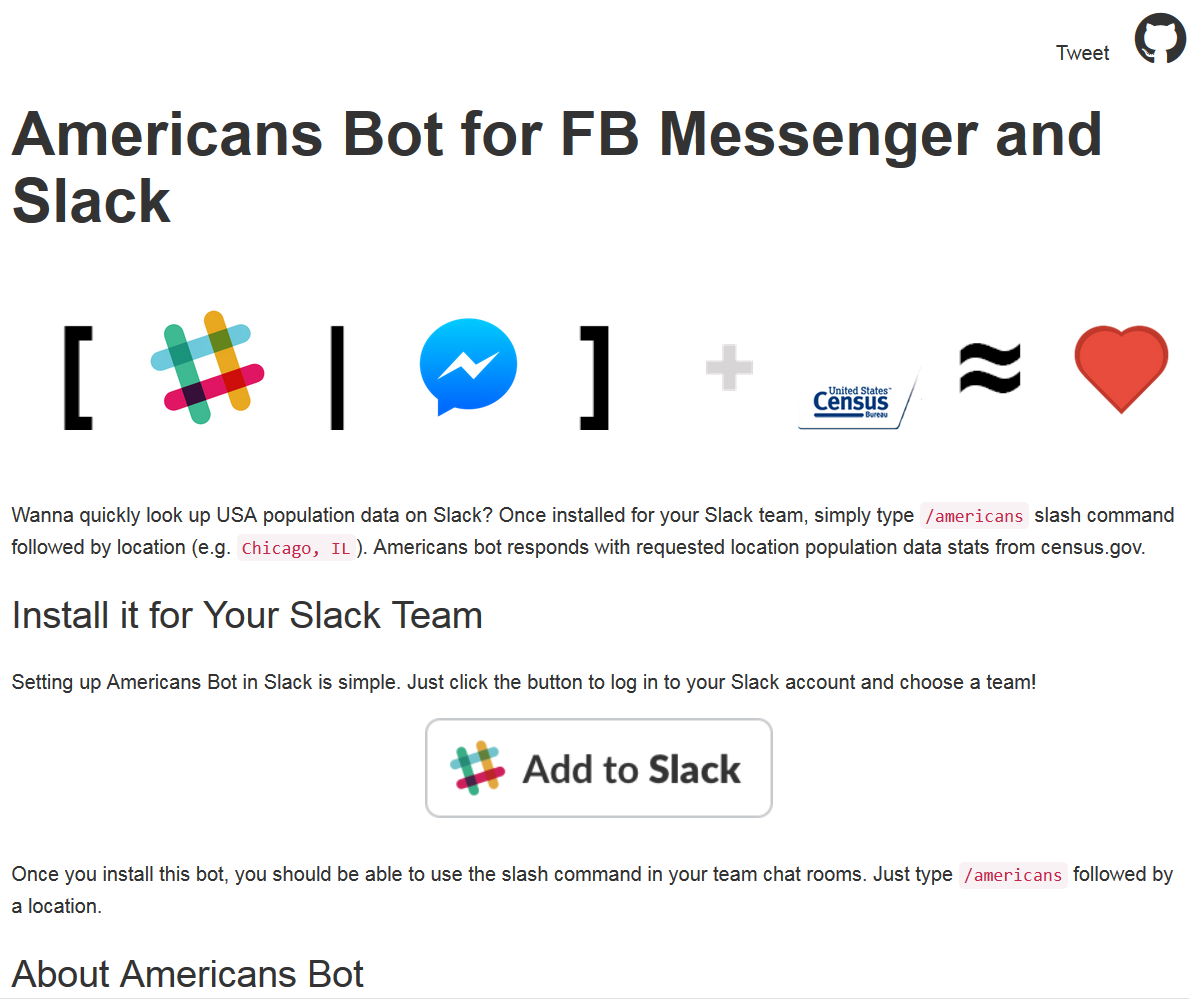 Tweet
Americans Bot for FB Messenger and
Slack
[ | ] + United States™
Census
Bureau
≈
Wanna quickly look up USA population data on Slack? Once installed for your Slack team, simply type /americans slash command
followed by location (e.g. Chicago, IL). Americans bot responds with requested location population data stats from census.gov.
Install it for Your Slack Team
Setting up Americans Bot in Slack is simple. Just click the button to log in to your Slack account and choose a team!
Add to Slack
Once you install this bot, you should be able to use the slash command in your team chat rooms. Just type /americans followed by
a location.
About Americans Bot